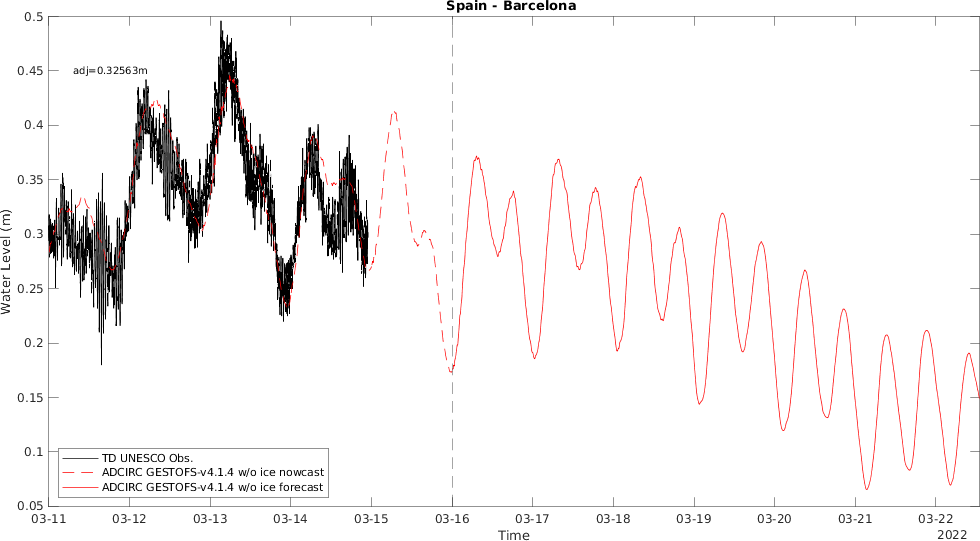 Spain - Barcelona
0.5
0.45
0.4
0.35
0.3
0.25
0.2
0.15
0.1
0.05
Water Level (m)
adj=0.32563m
TD UNESCO Obs.
ADCIRC GESTOFS-v4.1.4 w/o ice nowcast
ADCIRC GESTOFS-v4.1.4 w/o ice forecast
03-11 03-12 03-13 03-14 03-15 03-16 03-17 03-18 03-19 03-20 03-21 03-22
Time
2022